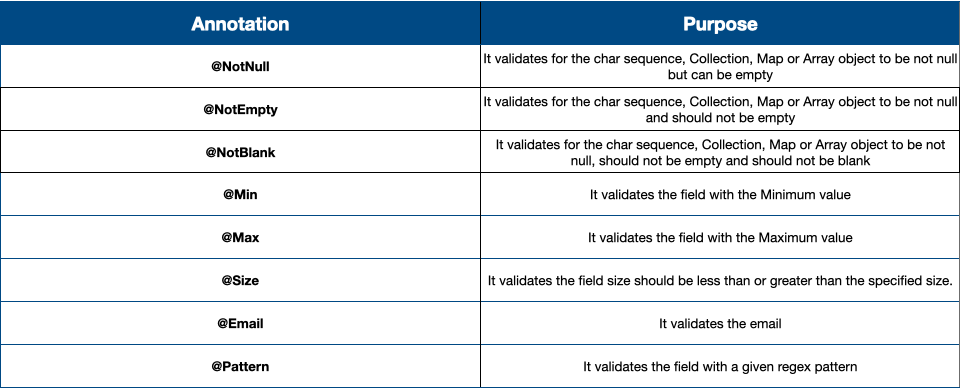 Annotation
Purpose
@NotNull
It validates for the char sequence, Collection, Map or Array object to be not null
but can be empty
@NotEmpty
It validates for the char sequence, Collection, Map or Array object to be not null
and should not be empty
@NotBlank
It validates for the char sequence, Collection, Map or Array object to be not
null, should not be empty and should not be blank
@Min
It validates the field with the Minimum value
@Max
It validates the field with the Maximum value
@Size
It validates the field size should be less than or greater than the specified size.
@Email
It validates the email
@Pattern
It validates the field with a given regex pattern